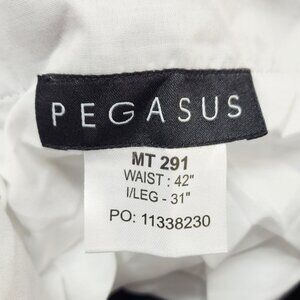 PEGASUS
MT 291
WAIST : 42"
I/LEG - 31"
PO: 11338230